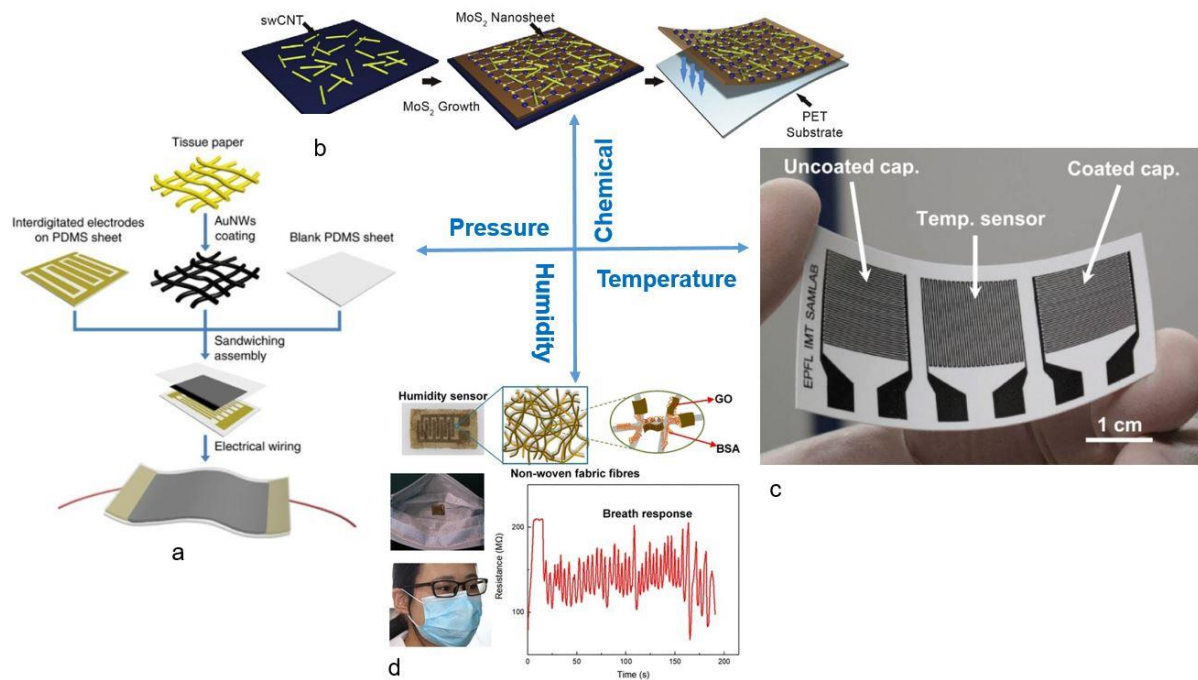 swCNT
MoS₂ Nanosheet
MoS₂ Growth
PET
Substrate
b
Tissue paper
Interdigitated electrodes
on PDMS sheet
AuNWs
coating
Blank PDMS sheet
Sandwiching
assembly
Electrical wiring
a
Chemical
Pressure
Humidity
Temperature
Uncoated cap.
Temp. sensor
Coated cap.
EPFL IMT SAMLAB
1 cm
c
Humidity sensor
GO
BSA
Non-woven fabric fibres
Breath response
Resistance (MΩ)
200
100
0
50
100
150
200
Time (s)
d